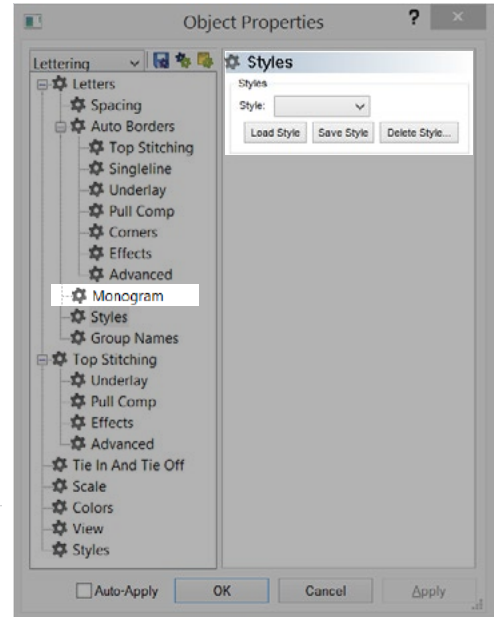 Object Properties ?
Lettering
Letters
Spacing
Auto Borders
Top Stitching
Singleline
Underlay
Pull Comp
Corners
Effects
Advanced
Monogram
Styles
Group Names
Top Stitching
Underlay
Pull Comp
Effects
Advanced
Tie In And Tie Off
Scale
Colors
View
Styles
Styles
Styles
Style:
Load Style Save Style Delete Style...
Auto-Apply OK Cancel Apply